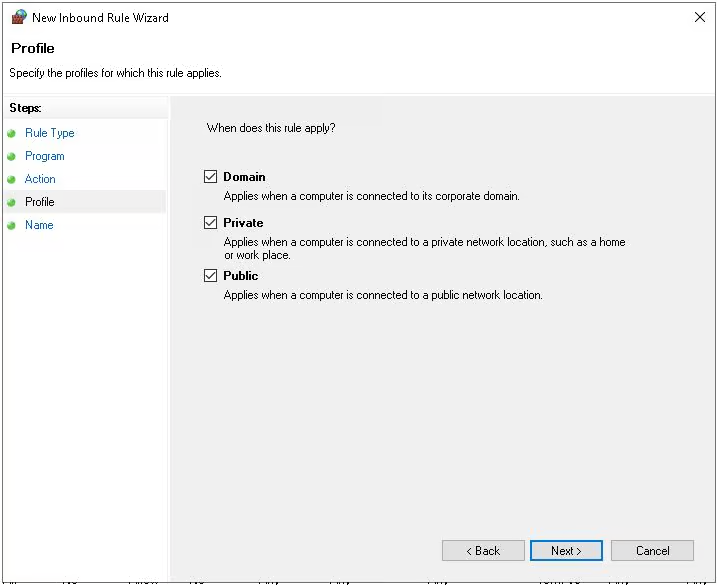 New Inbound Rule Wizard
Profile
Specify the profiles for which this rule applies.
Steps:
Rule Type
Program
Action
Profile
Name
When does this rule apply?
Domain
Applies when a computer is connected to its corporate domain.
Private
Applies when a computer is connected to a private network location, such as a home
or work place.
Public
Applies when a computer is connected to a public network location.
< Back
Next >
Cancel